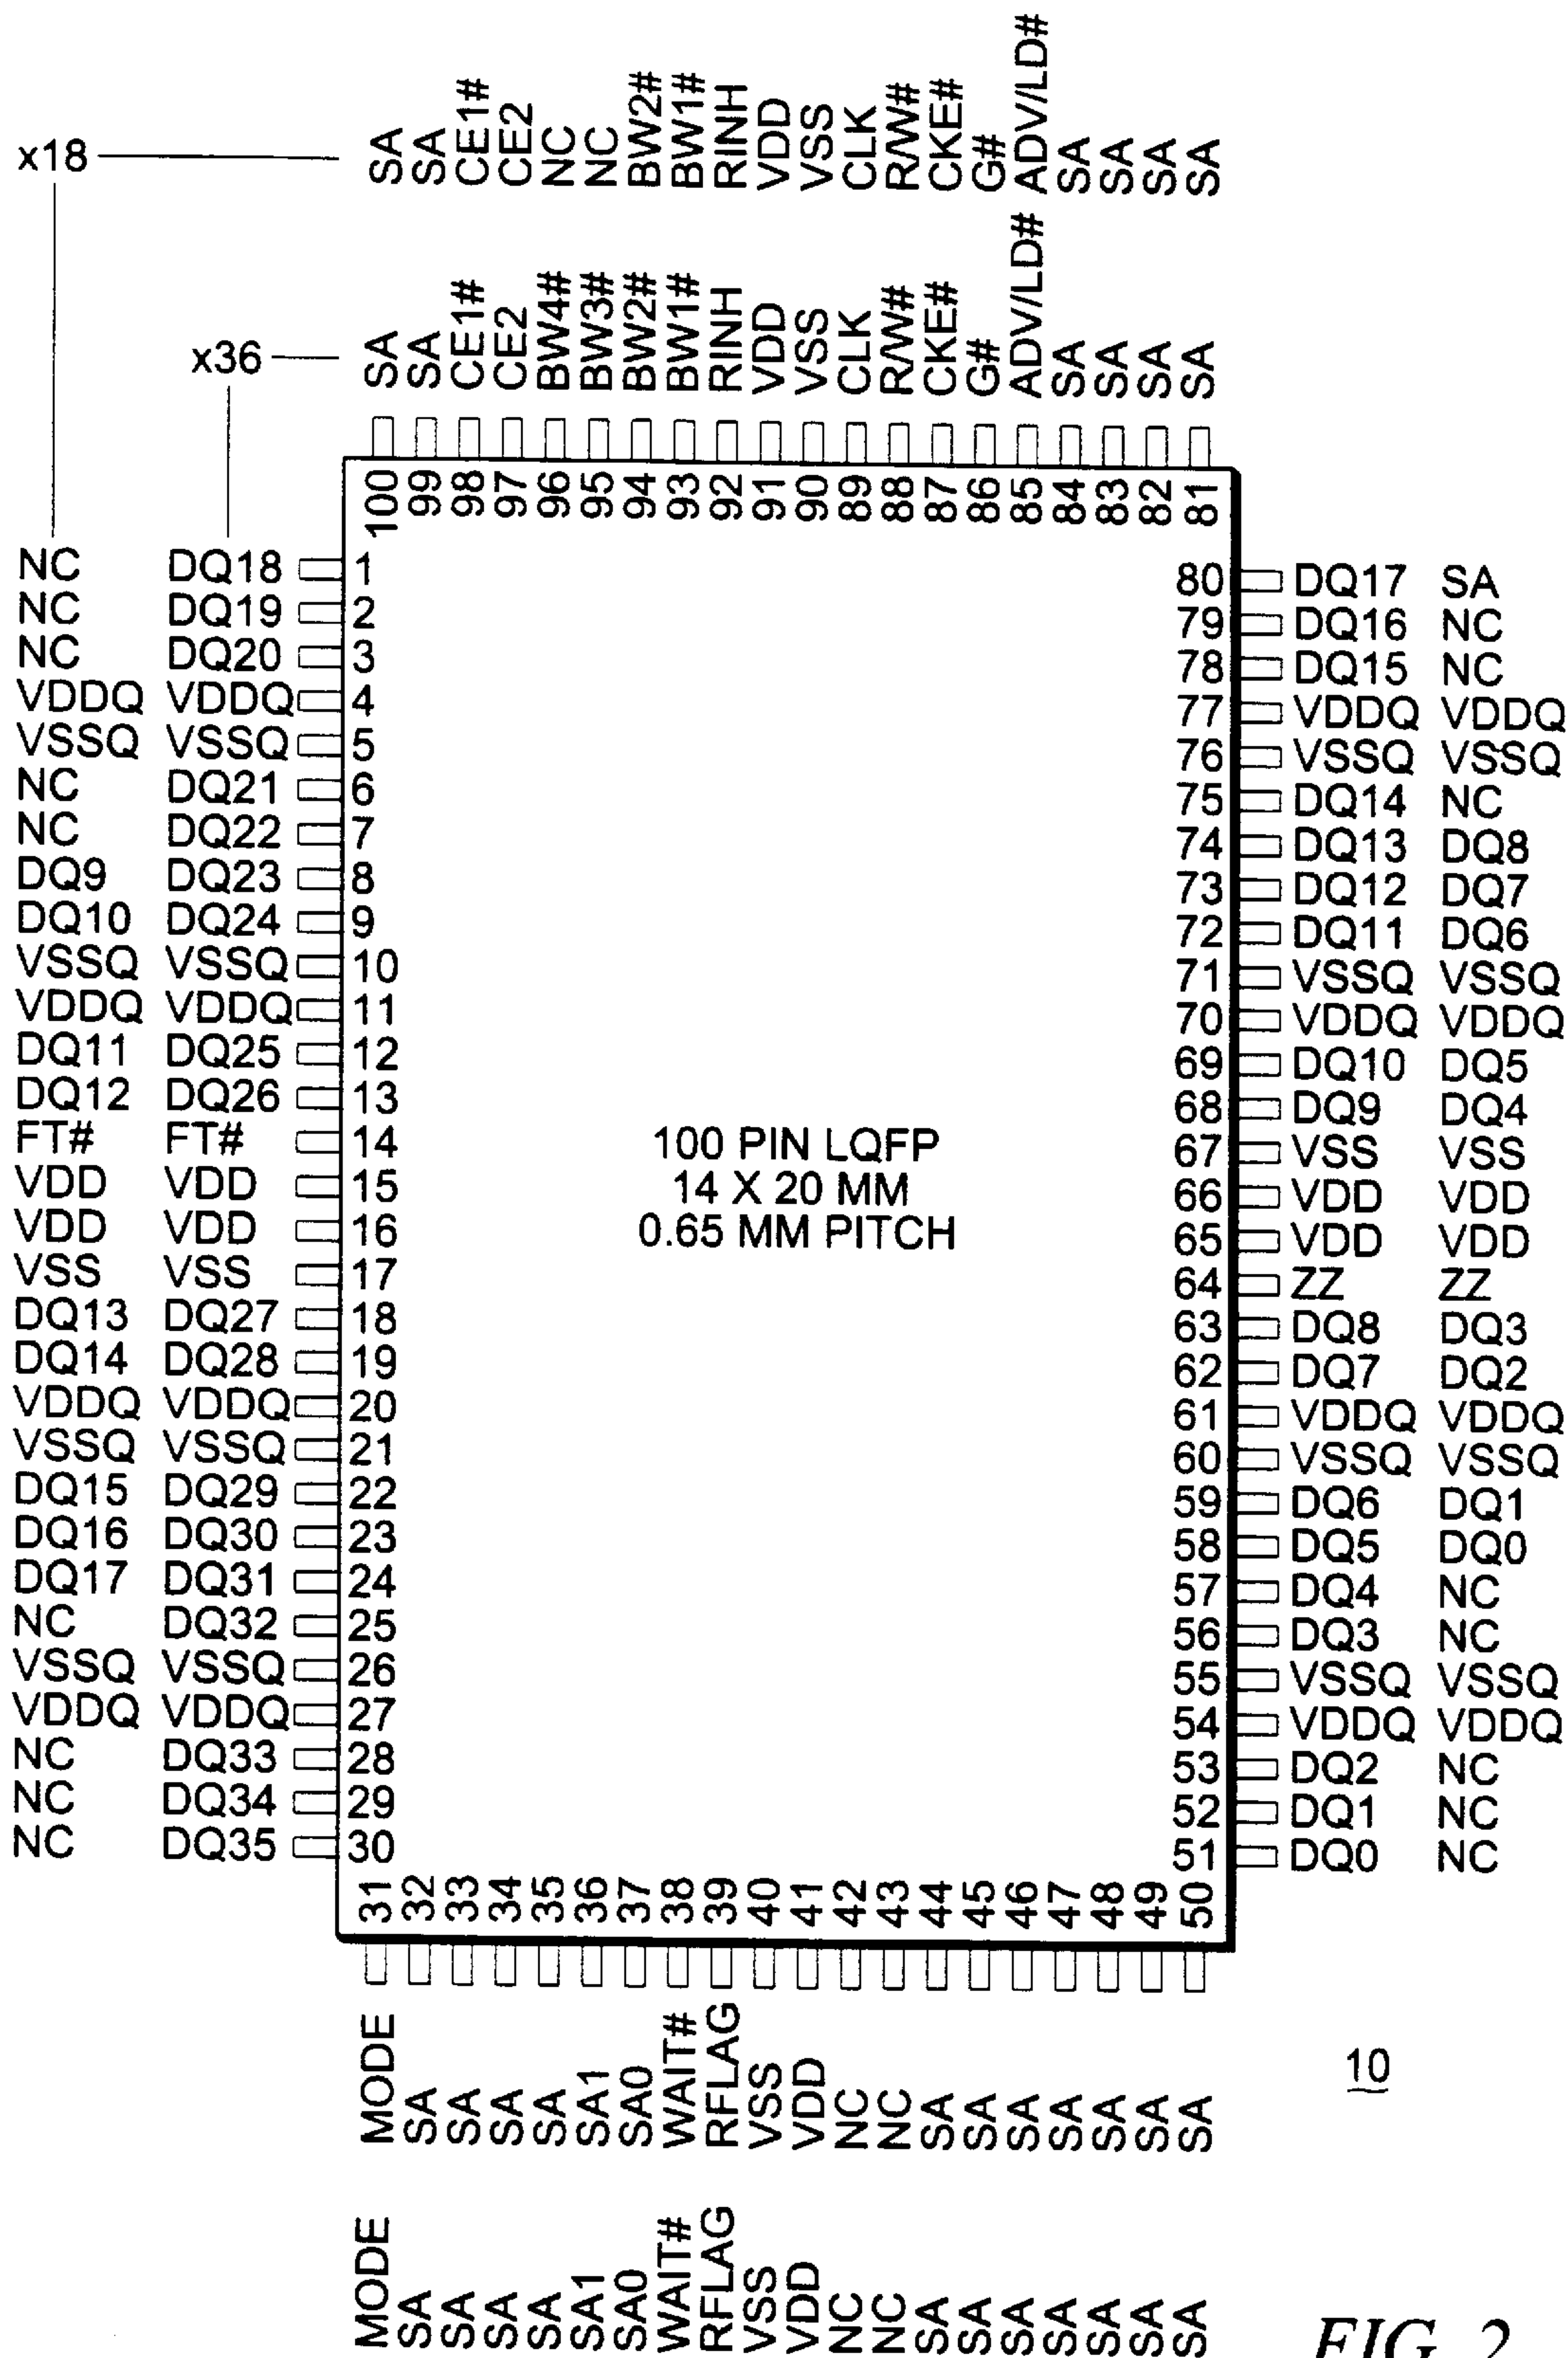 x18 SA SA CE1# CE2 NC NC BW2# BW1# RINH VDD VSS CLK R/W# CKE# G# ADV/LD# SA SA SA SA
x36 SA SA CE1# CE2 BW4# BW3# BW2# BW1# RINH VDD VSS CLK R/W# CKE# G# ADV/LD# SA SA SA SA
100 99 98 97 96 95 94 93 92 91 90 89 88 87 86 85 84 83 82 81
NC DQ18 1
NC DQ19 2
NC DQ20 3
VDDQ VDDQ 4
VSSQ VSSQ 5
NC DQ21 6
NC DQ22 7
DQ9 DQ23 8
DQ10 DQ24 9
VSSQ VSSQ 10
VDDQ VDDQ 11
DQ11 DQ25 12
DQ12 DQ26 13
FT# FT# 14
VDD VDD 15
VDD VDD 16
VSS VSS 17
DQ13 DQ27 18
DQ14 DQ28 19
VDDQ VDDQ 20
VSSQ VSSQ 21
DQ15 DQ29 22
DQ16 DQ30 23
DQ17 DQ31 24
NC DQ32 25
VSSQ VSSQ 26
VDDQ VDDQ 27
NC DQ33 28
NC DQ34 29
NC DQ35 30
100 PIN LQFP
14 X 20 MM
0.65 MM PITCH
80 DQ17 SA
79 DQ16 NC
78 DQ15 NC
77 VDDQ VDDQ
76 VSSQ VSSQ
75 DQ14 NC
74 DQ13 DQ8
73 DQ12 DQ7
72 DQ11 DQ6
71 VSSQ VSSQ
70 VDDQ VDDQ
69 DQ10 DQ5
68 DQ9 DQ4
67 VSS VSS
66 VDD VDD
65 VDD VDD
64 ZZ ZZ
63 DQ8 DQ3
62 DQ7 DQ2
61 VDDQ VDDQ
60 VSSQ VSSQ
59 DQ6 DQ1
58 DQ5 DQ0
57 DQ4 NC
56 DQ3 NC
55 VSSQ VSSQ
54 VDDQ VDDQ
53 DQ2 NC
52 DQ1 NC
51 DQ0 NC
31 32 33 34 35 36 37 38 39 40 41 42 43 44 45 46 47 48 49 50
MODE SA SA SA SA SA1 SA0 WAIT# RFLAG VSS VDD NC NC SA SA SA SA SA SA SA
10
MODE SA SA SA SA SA1 SA0 WAIT# RFLAG VSS VDD NC NC SA SA SA SA SA SA SA
FIG. 2